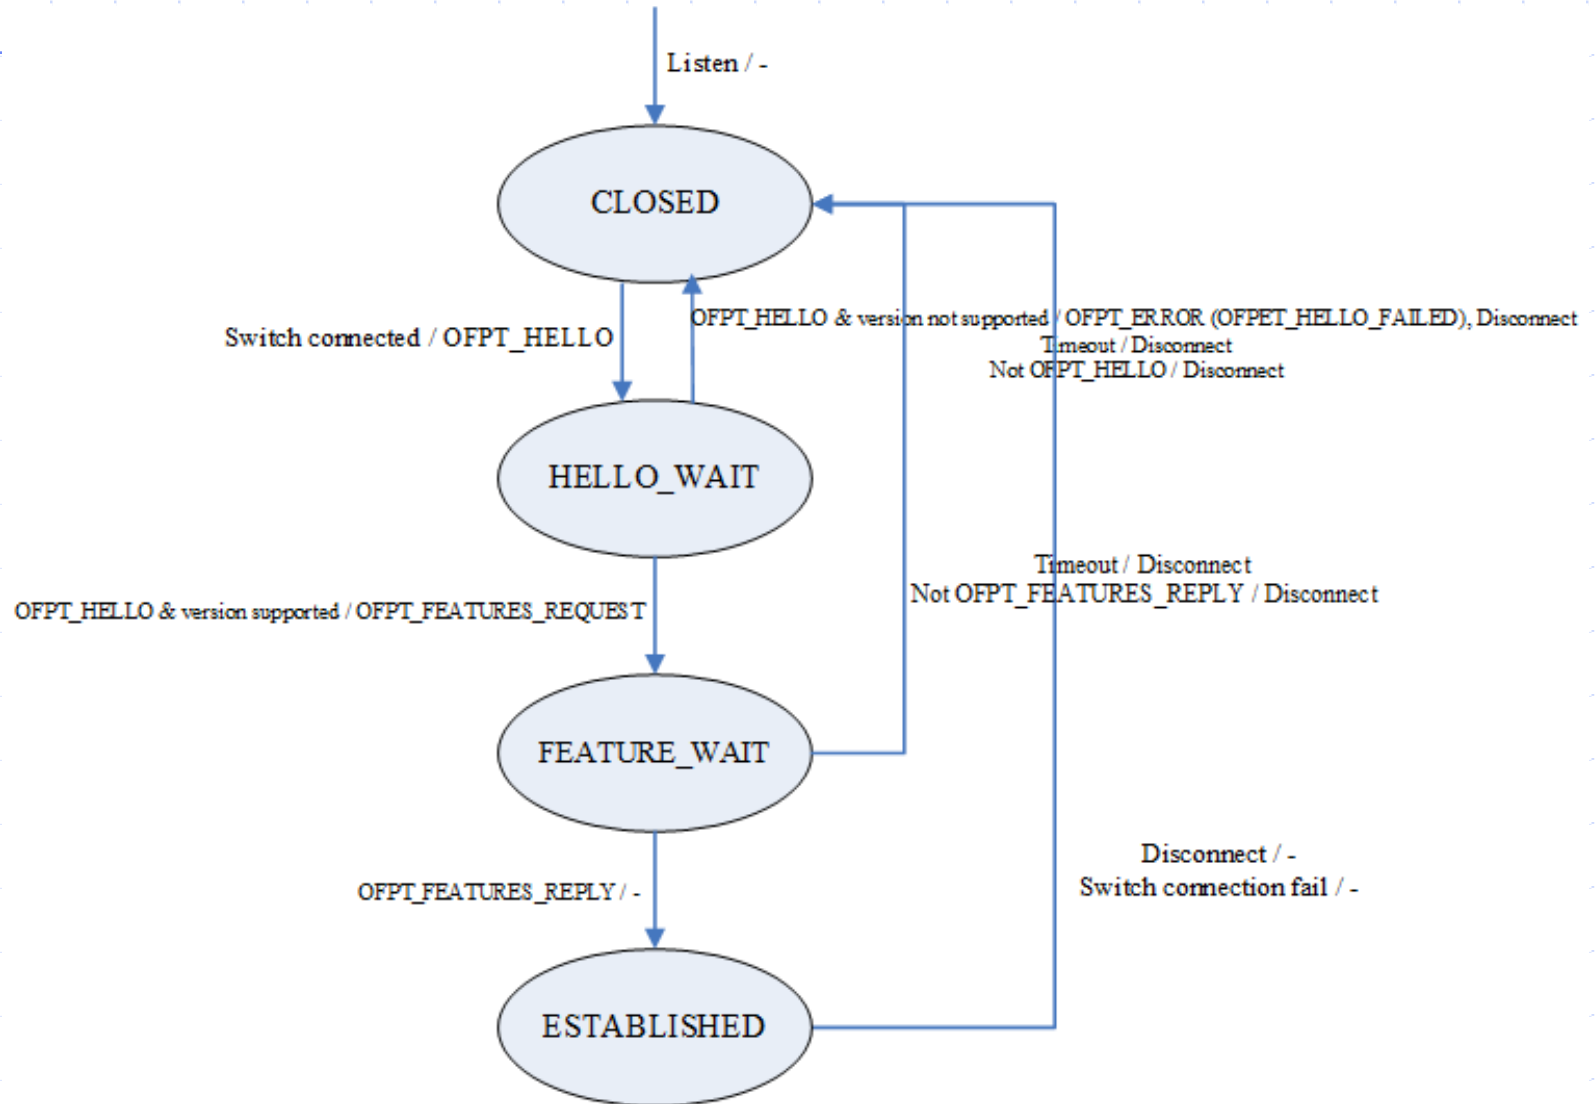 Listen / -
CLOSED
Switch connected / OFPT_HELLO
OFPT_HELLO & version not supported / OFPT_ERROR (OFPET_HELLO_FAILED), Disconnect
Timeout / Disconnect
Not OFPT_HELLO / Disconnect
HELLO_WAIT
Timeout / Disconnect
Not OFPT_FEATURES_REPLY / Disconnect
OFPT_HELLO & version supported / OFPT_FEATURES_REQUEST
FEATURE_WAIT
Disconnect / -
Switch connection fail / -
OFPT_FEATURES_REPLY / -
ESTABLISHED